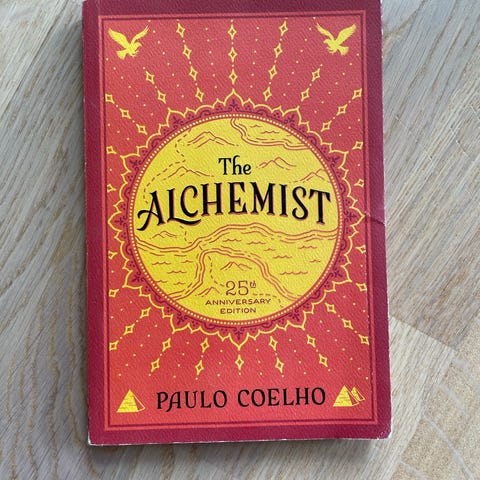 The
ALCHEMIST
25th
ANNIVERSARY
EDITION
PAULO COELHO